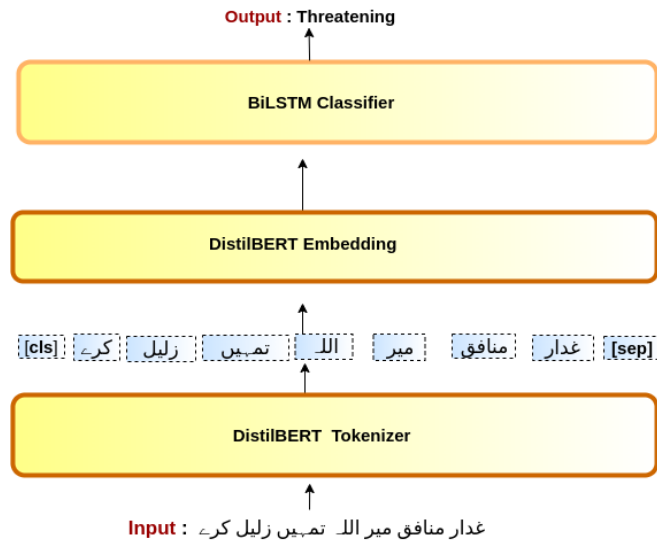 Output : Threatening
BiLSTM Classifier
DistilBERT Embedding
[cls] کرے زلیل تمہیں اللہ میر منافق غدار [sep]
DistilBERT Tokenizer
Input : غدار منافق میر اللہ تمہیں زلیل کرے